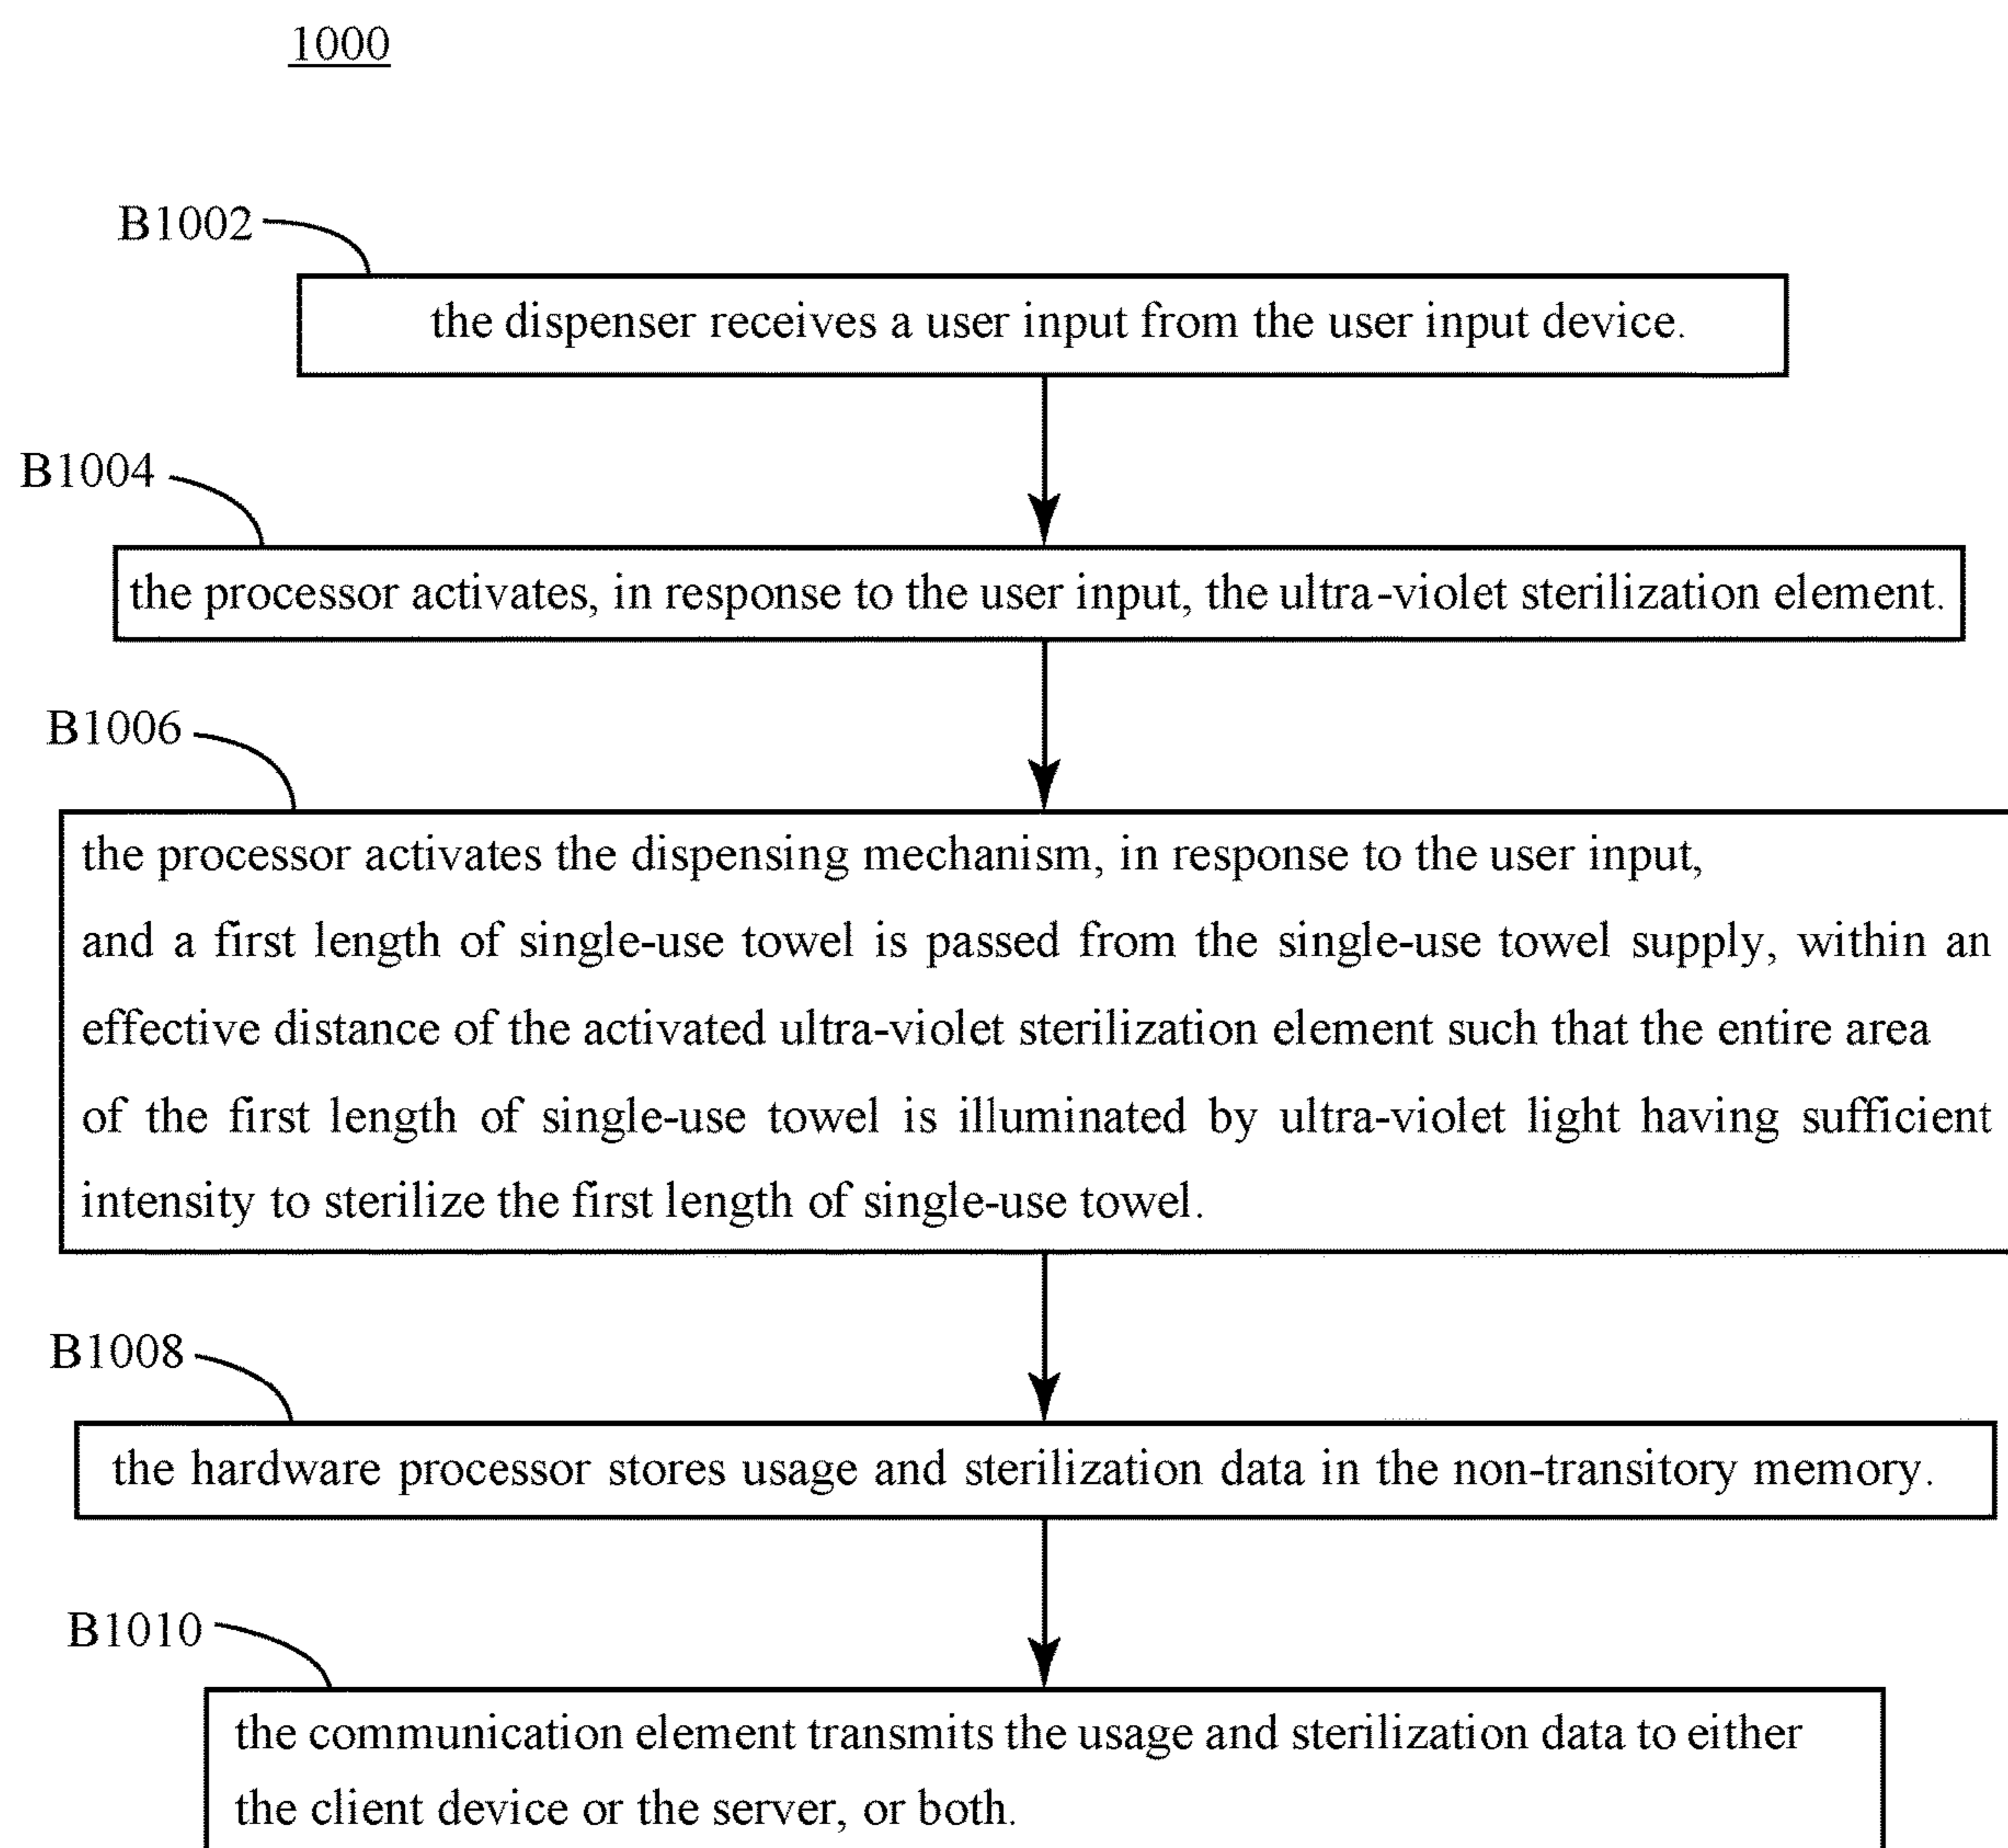 1000
B1002
the dispenser receives a user input from the user input device.
B1004
the processor activates, in response to the user input, the ultra-violet sterilization element.
B1006
the processor activates the dispensing mechanism, in response to the user input,
and a first length of single-use towel is passed from the single-use towel supply, within an
effective distance of the activated ultra-violet sterilization element such that the entire area
of the first length of single-use towel is illuminated by ultra-violet light having sufficient
intensity to sterilize the first length of single-use towel.
B1008
the hardware processor stores usage and sterilization data in the non-transitory memory.
B1010
the communication element transmits the usage and sterilization data to either
the client device or the server, or both.